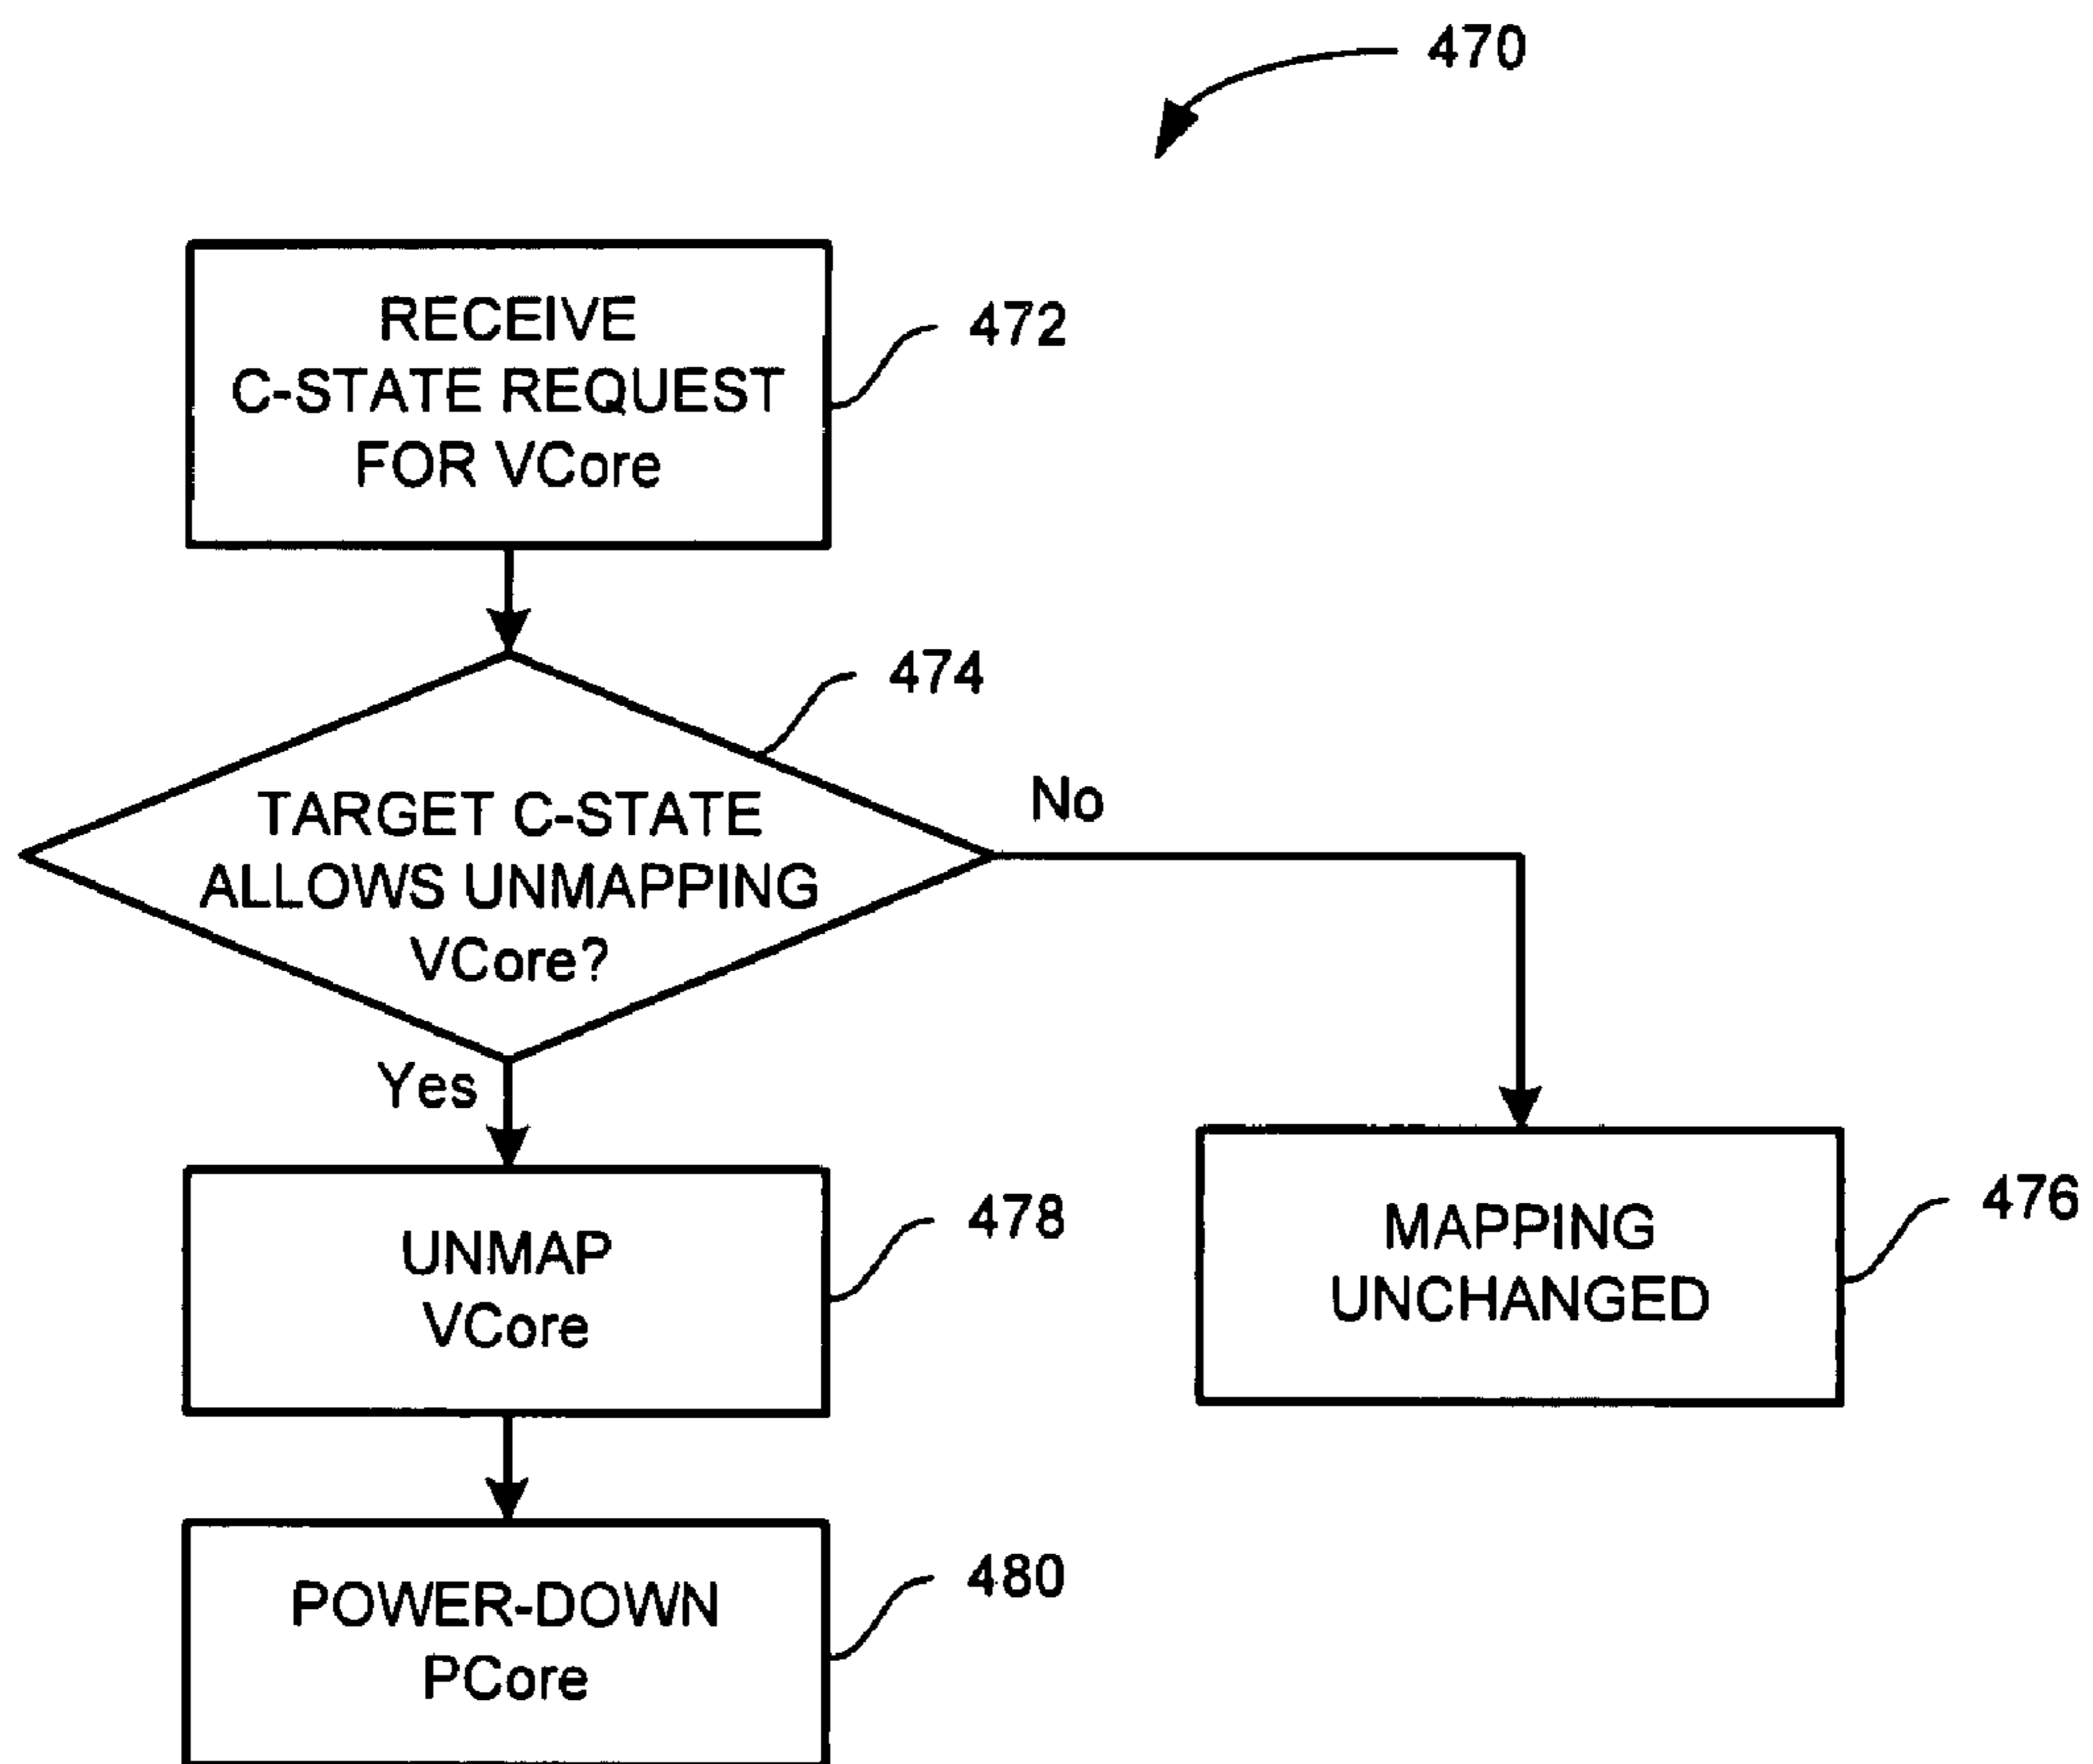 470
RECEIVE
C-STATE REQUEST
FOR VCore
472
474
TARGET C-STATE
ALLOWS UNMAPPING
VCore?
No
Yes
UNMAP
VCore
478
MAPPING
UNCHANGED
476
POWER-DOWN
PCore
480